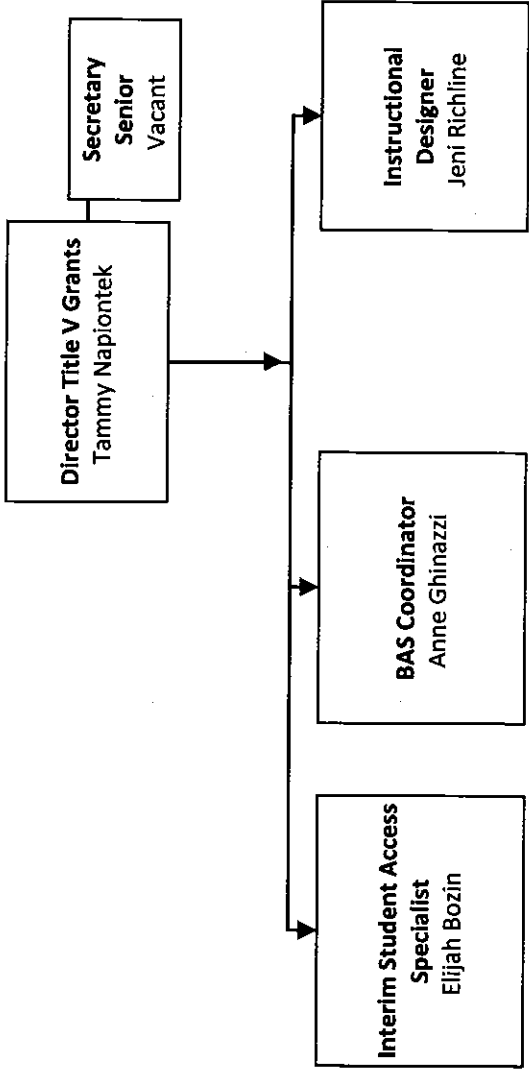 Director Title V Grants
Tammy Napiontek
Secretary
Senior
Vacant
Interim Student Access
Specialist
Elijah Bozin
BAS Coordinator
Anne Ghinazzi
Instructional
Designer
Jeni Richline